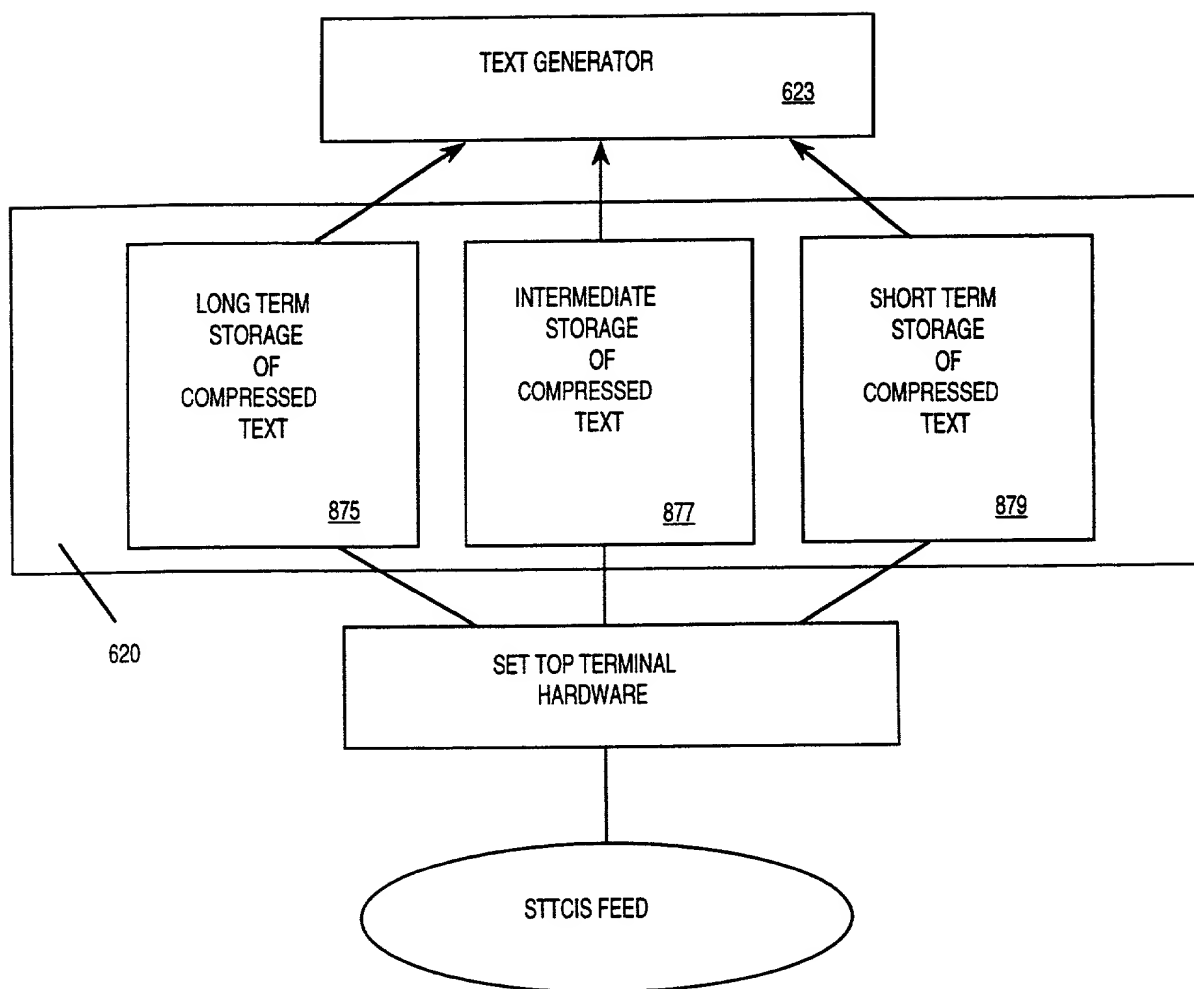 TEXT GENERATOR
623
LONG TERM
STORAGE
OF
COMPRESSED
TEXT
875
INTERMEDIATE
STORAGE
OF
COMPRESSED
TEXT
877
SHORT TERM
STORAGE
OF
COMPRESSED
TEXT
879
620
SET TOP TERMINAL
HARDWARE
STTCIS FEED